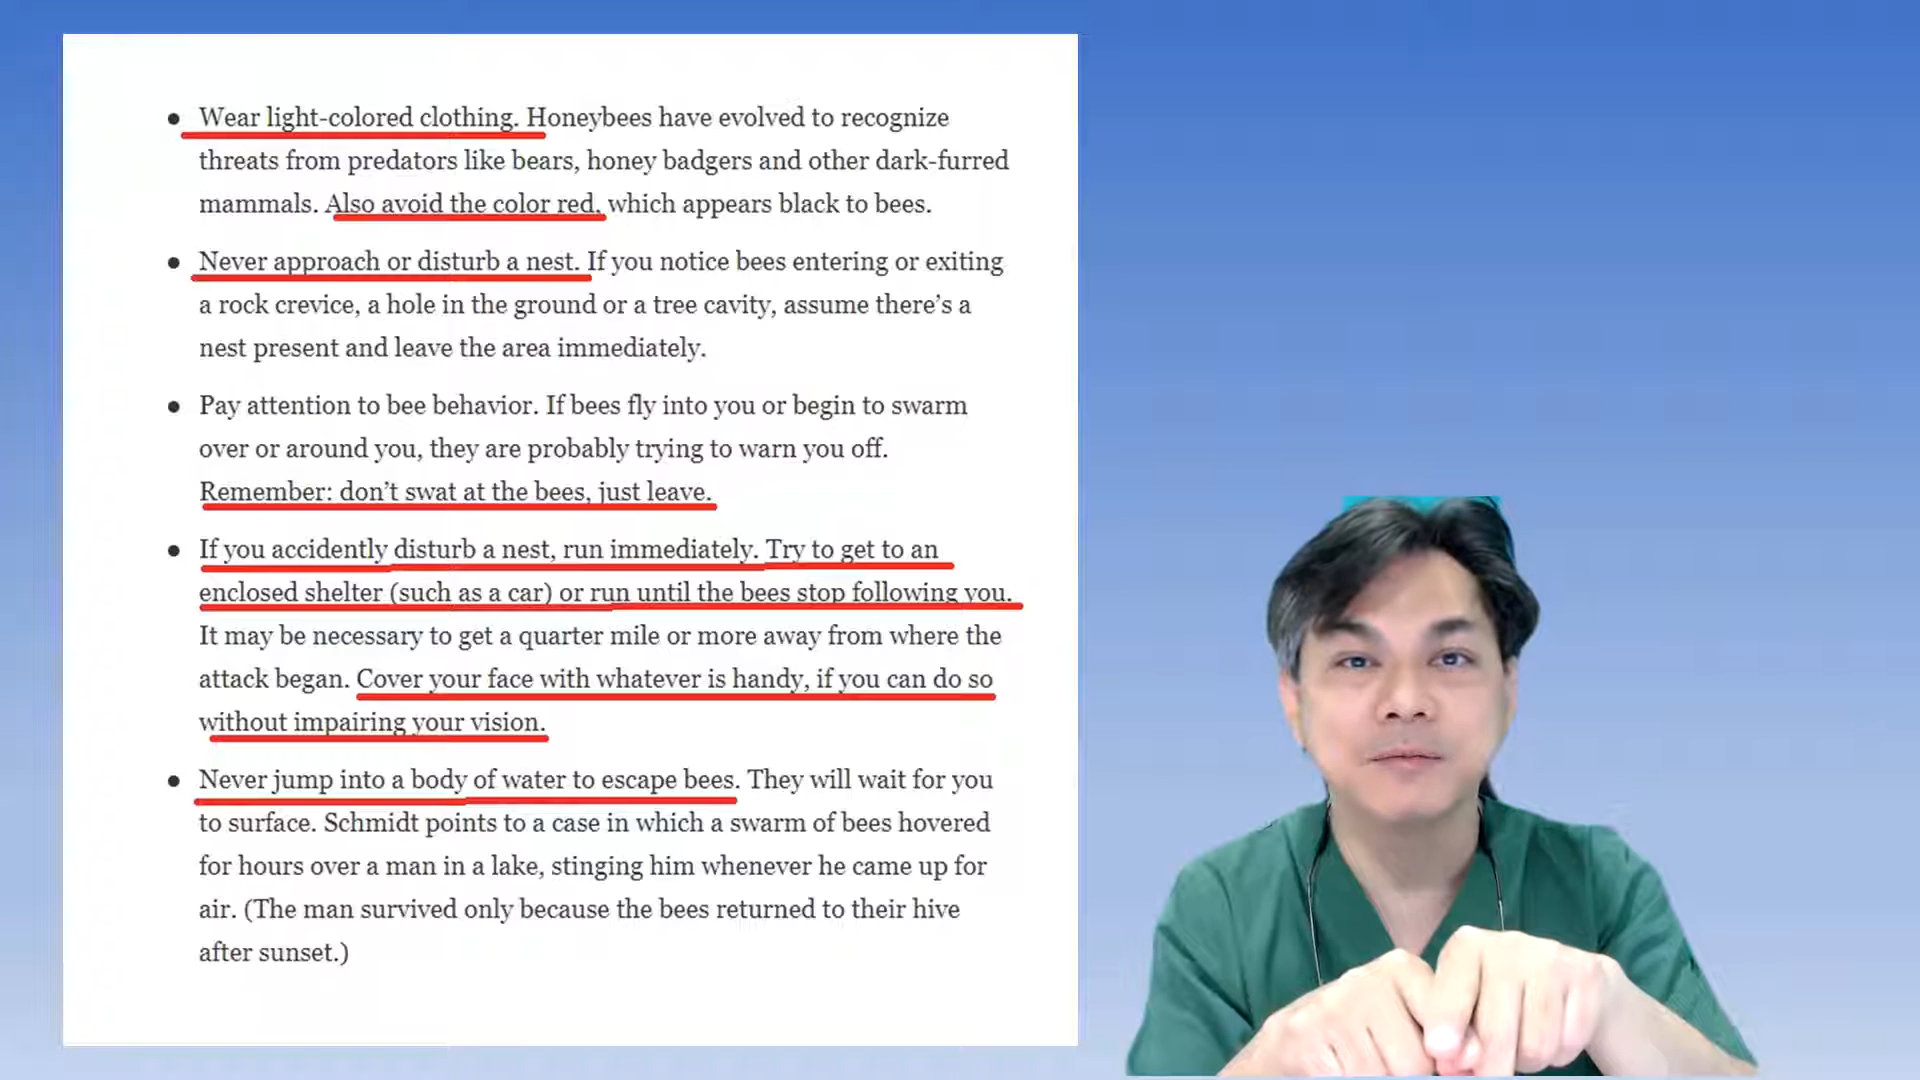 ● Wear light-colored clothing. Honeybees have evolved to recognize
threats from predators like bears, honey badgers and other dark-furred
mammals. Also avoid the color red, which appears black to bees.
● Never approach or disturb a nest. If you notice bees entering or exiting
a rock crevice, a hole in the ground or a tree cavity, assume there’s a
nest present and leave the area immediately.
● Pay attention to bee behavior. If bees fly into you or begin to swarm
over or around you, they are probably trying to warn you off.
Remember: don’t swat at the bees, just leave.
● If you accidently disturb a nest, run immediately. Try to get to an
enclosed shelter (such as a car) or run until the bees stop following you.
It may be necessary to get a quarter mile or more away from where the
attack began. Cover your face with whatever is handy, if you can do so
without impairing your vision.
● Never jump into a body of water to escape bees. They will wait for you
to surface. Schmidt points to a case in which a swarm of bees hovered
for hours over a man in a lake, stinging him whenever he came up for
air. (The man survived only because the bees returned to their hive
after sunset.)